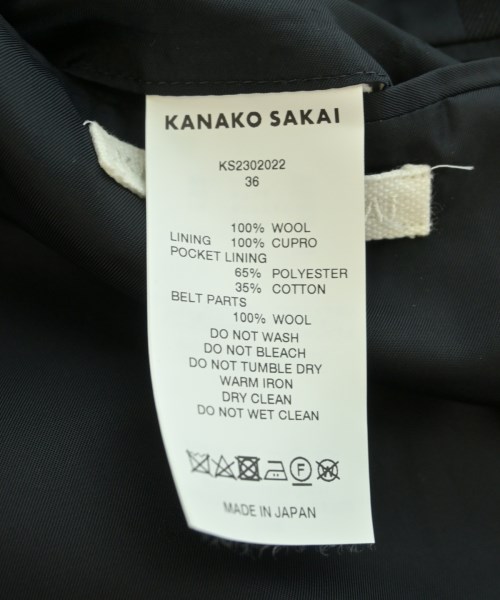 KANAKO SAKAI
KS2302022
36
100% WOOL
LINING 100% CUPRO
POCKET LINING
65% POLYESTER
35% COTTON
BELT PARTS
100% WOOL
DO NOT WASH
DO NOT BLEACH
DO NOT TUMBLE DRY
WARM IRON
DRY CLEAN
DO NOT WET CLEAN
MADE IN JAPAN